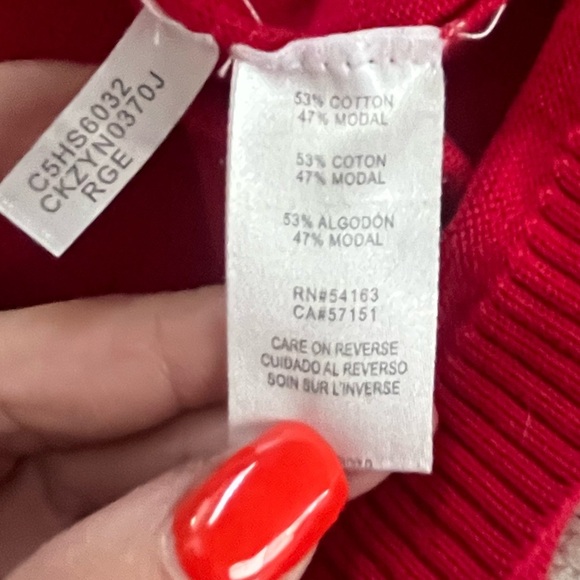 C5HS6032
CKZYN0370J
RGE
53% COTTON
47% MODAL
53% COTON
47% MODAL
53% ALGODÓN
47% MODAL
RN#54163
CA#57151
CARE ON REVERSE
CUIDADO AL REVERSO
SOIN SUR L'INVERSE